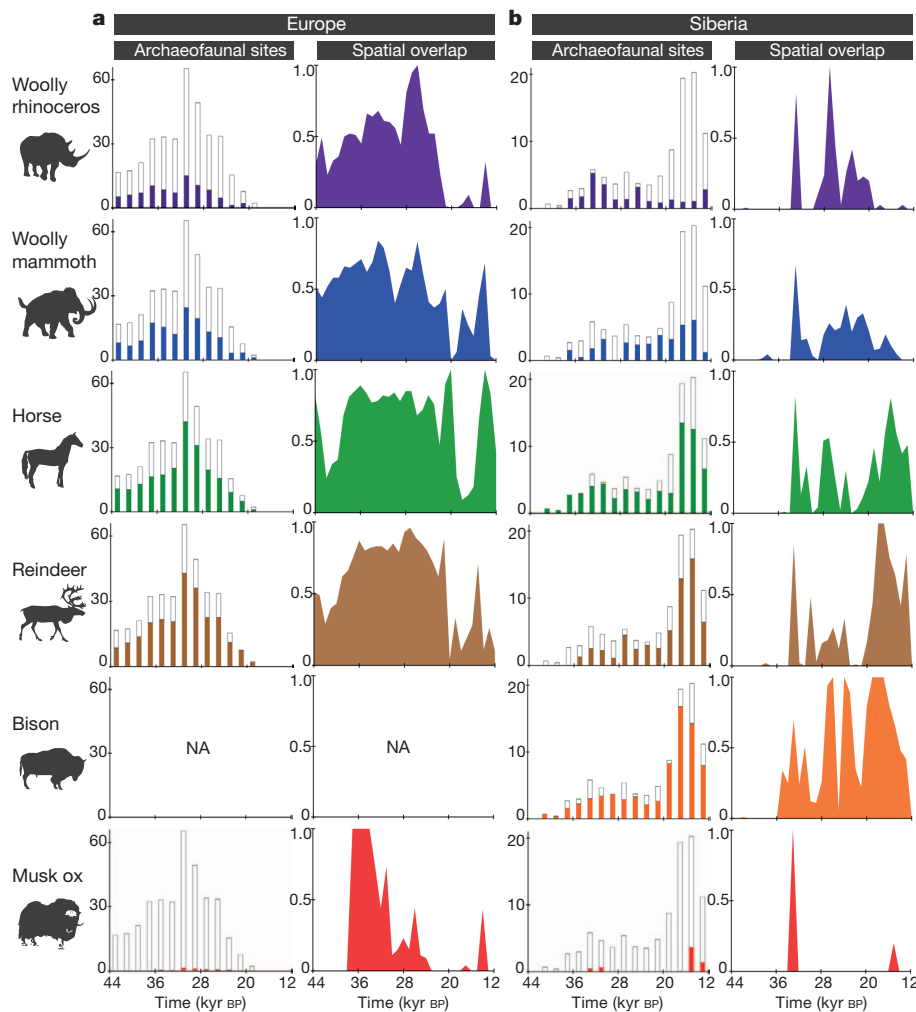 a Europe b Siberia
Archaeofaunal sites Spatial overlap Archaeofaunal sites Spatial overlap
Woolly
rhinoceros
60 30 0 1.0 0.5 0 20 10 0 1.0 0.5 0
Woolly
mammoth
60 30 0 1.0 0.5 0 20 10 0 1.0 0.5 0
Horse
60 30 0 1.0 0.5 0 20 10 0 1.0 0.5 0
Reindeer
60 30 0 1.0 0.5 0 20 10 0 1.0 0.5 0
Bison
60 30 0 NA 1.0 0.5 0 NA 20 10 0 1.0 0.5 0
Musk ox
60 30 0 1.0 0.5 0 20 10 0 1.0 0.5 0
44 36 28 20 12 44 36 28 20 12 44 36 28 20 12 44 36 28 20 12
Time (kyr BP) Time (kyr BP) Time (kyr BP) Time (kyr BP)